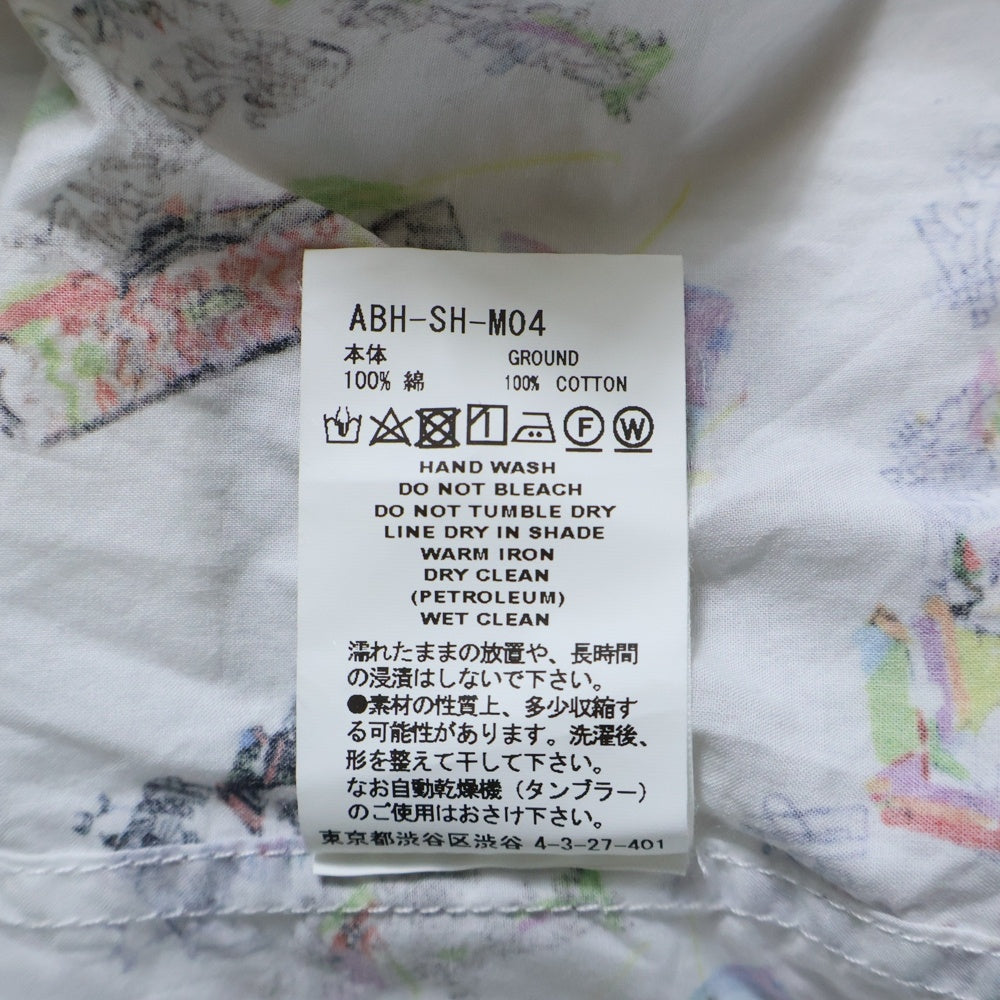 ABH-SH-M04
本体 GROUND
100% 綿 100% COTTON
F W
HAND WASH
DO NOT BLEACH
DO NOT TUMBLE DRY
LINE DRY IN SHADE
WARM IRON
DRY CLEAN
(PETROLEUM)
WET CLEAN
濡れたままの放置や、長時間
の浸漬はしないで下さい。
●素材の性質上、多少収縮す
る可能性があります。洗濯後、
形を整えて干して下さい。
なお自動乾燥機（タンブラー）
のご使用はおさけ下さい。
東京都渋谷区渋谷 4-3-27-401